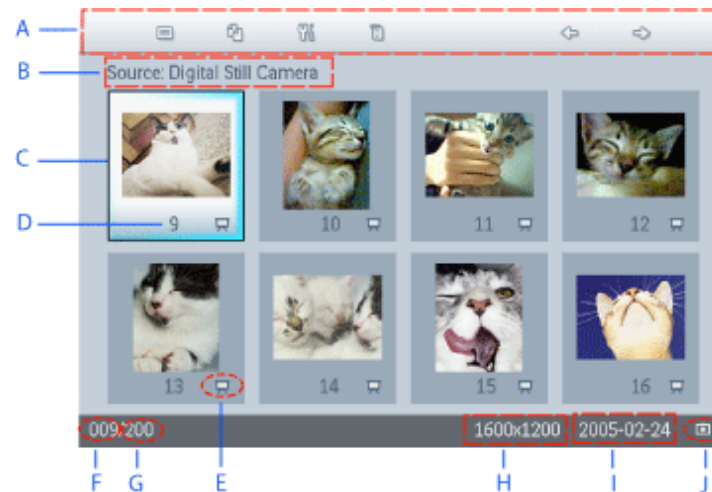 A
B Source: Digital Still Camera
C
D 9 10 11 12
13 14 15 16
009/200 1600x1200 2005-02-24
F G E H I J